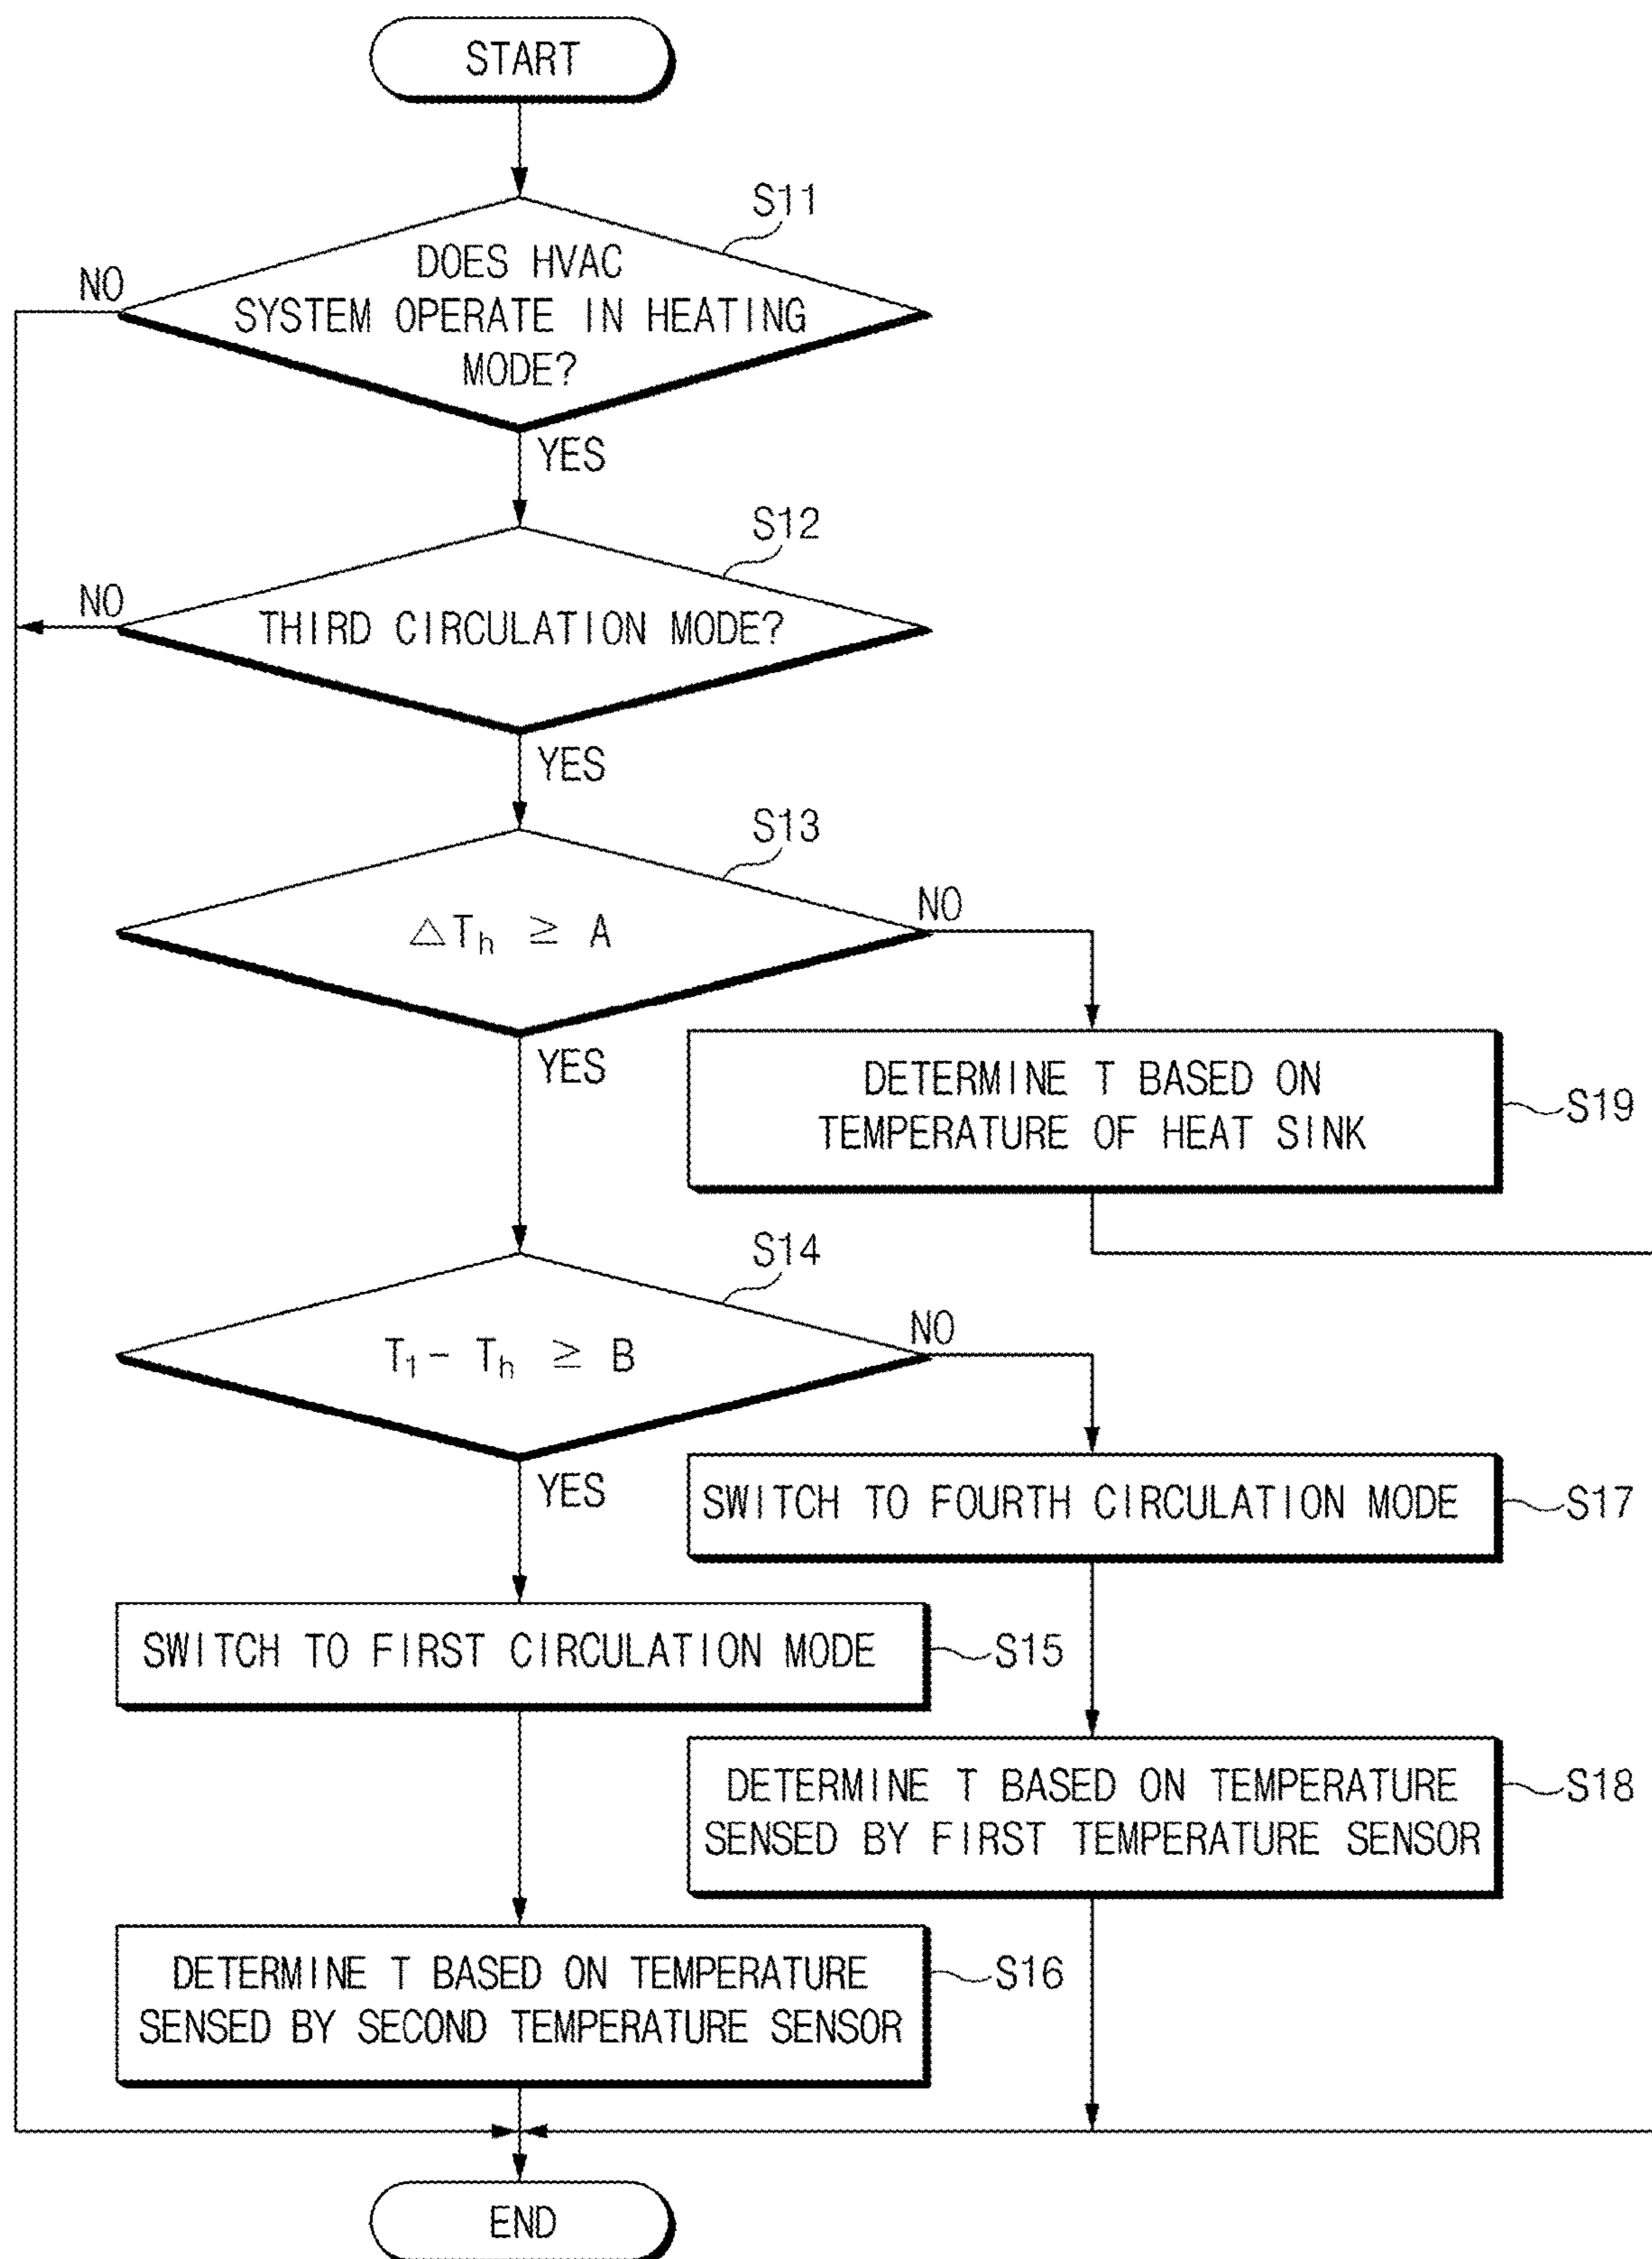 START
S11
DOES HVAC
SYSTEM OPERATE IN HEATING
MODE?
NO
YES
S12
THIRD CIRCULATION MODE?
NO
YES
S13
△Th ≥ A
NO
YES
DETERMINE T BASED ON
TEMPERATURE OF HEAT SINK
S19
S14
T1 - Th ≥ B
NO
YES
SWITCH TO FOURTH CIRCULATION MODE
S17
SWITCH TO FIRST CIRCULATION MODE
S15
DETERMINE T BASED ON TEMPERATURE
SENSED BY FIRST TEMPERATURE SENSOR
S18
DETERMINE T BASED ON TEMPERATURE
SENSED BY SECOND TEMPERATURE SENSOR
S16
END